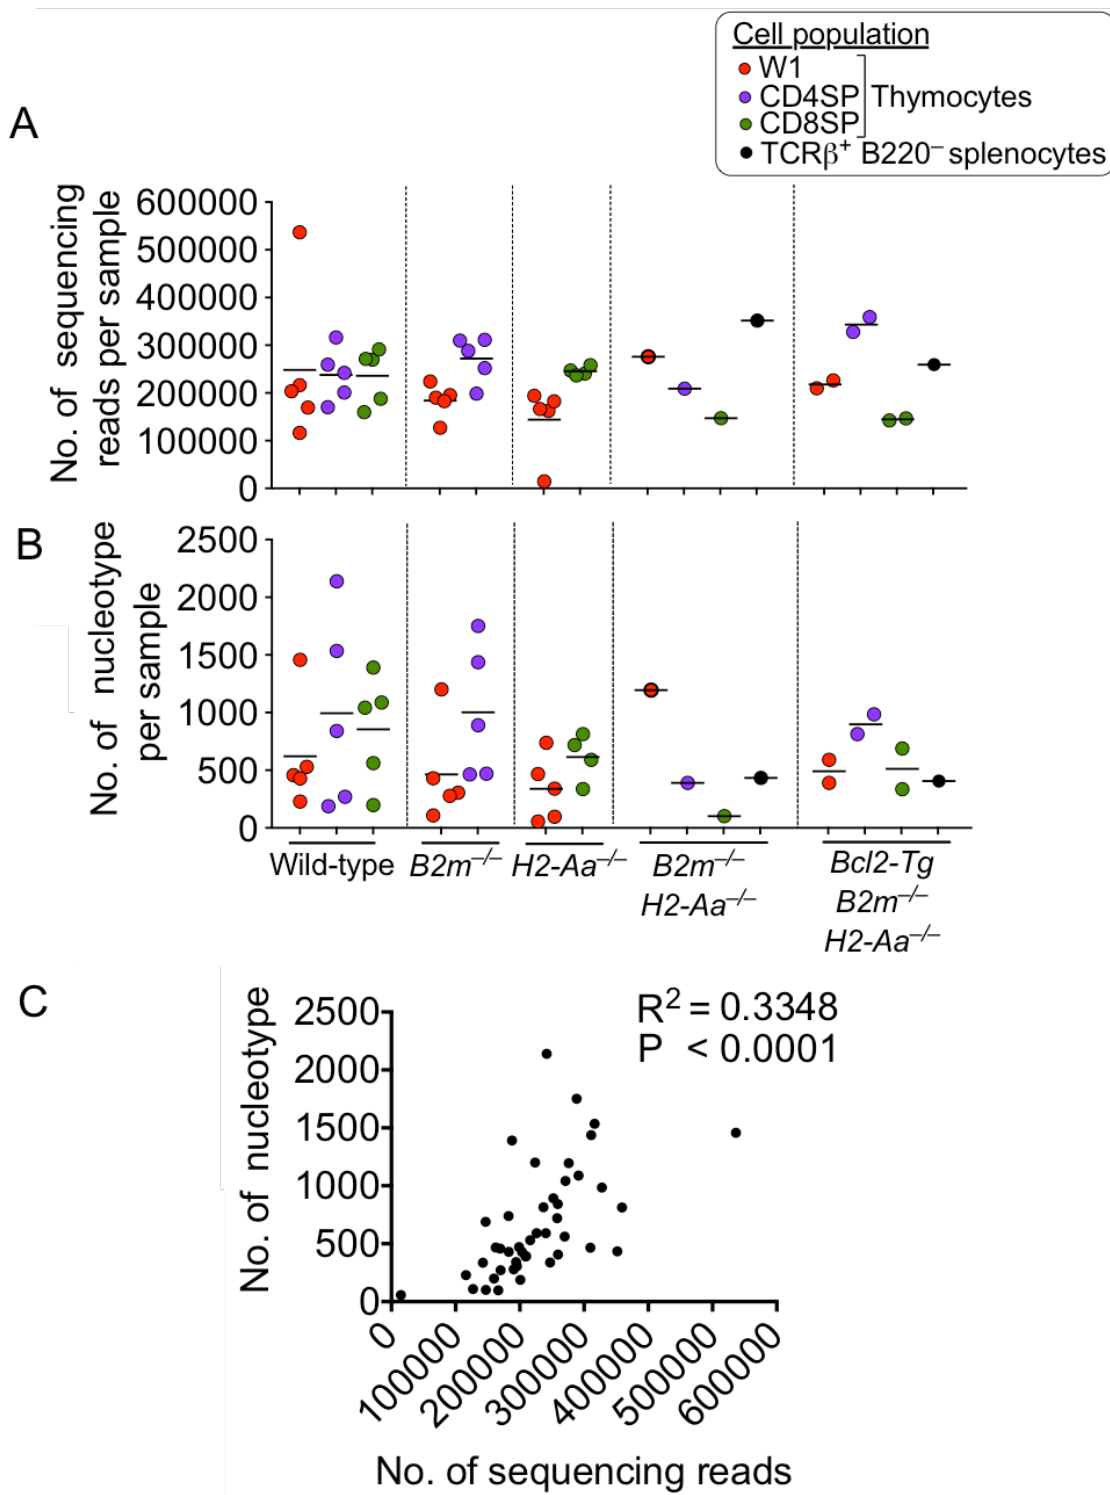 Cell population
W1
CD4SP
CD8SP
Thymocytes
TCRβ⁺ B220⁻ splenocytes
A
No. of sequencing
reads per sample
600000
500000
400000
300000
200000
100000
0
B
No. of nucleotype
per sample
2500
2000
1500
1000
500
0
Wild-type
B2m⁻/⁻
H2-Aa⁻/⁻
B2m⁻/⁻
H2-Aa⁻/⁻
Bcl2-Tg
B2m⁻/⁻
H2-Aa⁻/⁻
C
No. of nucleotype
2500
2000
1500
1000
500
0
R² = 0.3348
P < 0.0001
0
100000
200000
300000
400000
500000
600000
No. of sequencing reads